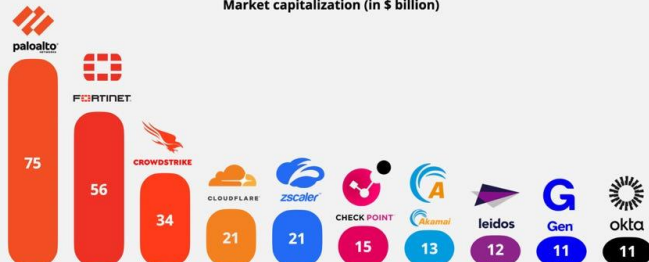 Market capitalization (in $ billion)
paloalto
NETWORKS
FORTINET
CROWDSTRIKE
CLOUDFLARE
zscaler
CHECK POINT
A
Akamai
leidos
G
Gen
okta
75
56
34
21
21
15
13
12
11
11